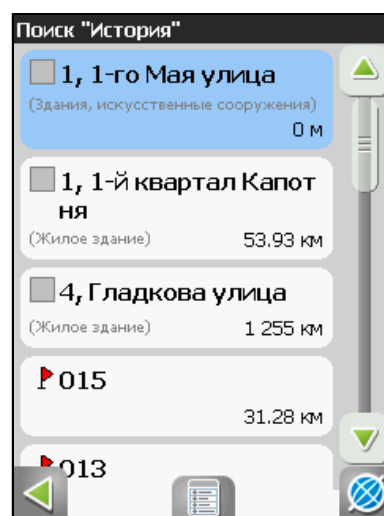 Поиск "История"
1, 1-го Мая улица
(Здания, искусственные сооружения)
0 м
1, 1-й квартал Капот
ня
(Жилое здание) 53.93 км
4, Гладкова улица
(Жилое здание) 1 255 км
015
31.28 км
013